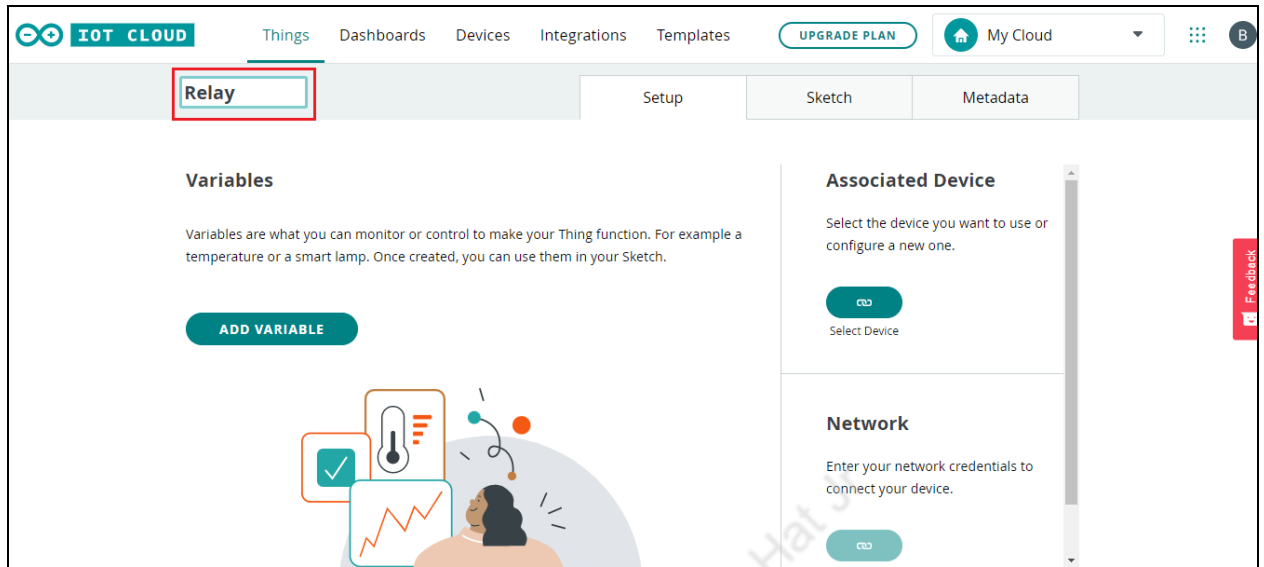 IOT CLOUD
Things Dashboards Devices Integrations Templates UPGRADE PLAN My Cloud B
Relay
Setup Sketch Metadata
Variables
Variables are what you can monitor or control to make your Thing function. For example a
temperature or a smart lamp. Once created, you can use them in your Sketch.
ADD VARIABLE
Associated Device
Select the device you want to use or
configure a new one.
Select Device
Network
Enter your network credentials to
connect your device.
Feedback
Hat Jr